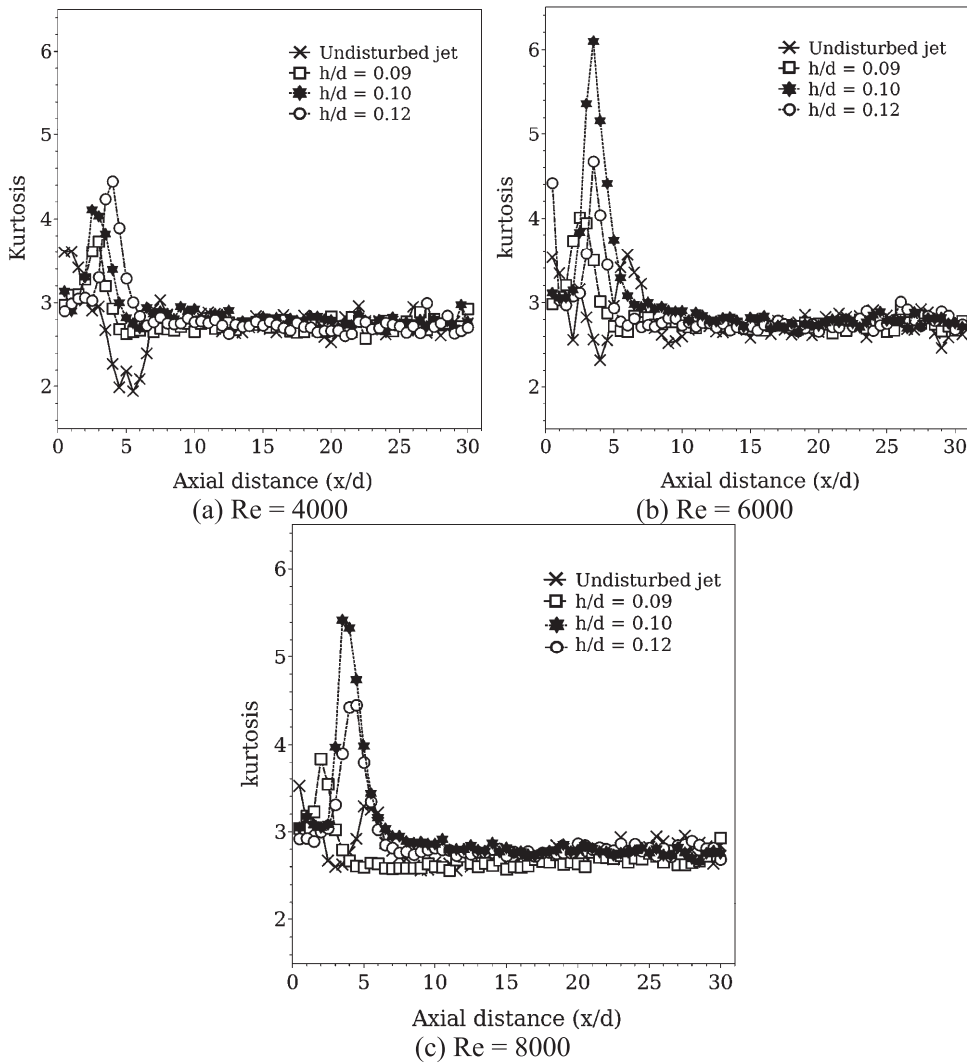 6
5
4
3
2
Kurtosis
Undisturbed jet
h/d = 0.09
h/d = 0.10
h/d = 0.12
0 5 10 15 20 25 30
Axial distance (x/d)
(a) Re = 4000
6
5
4
3
2
kurtosis
Undisturbed jet
h/d = 0.09
h/d = 0.10
h/d = 0.12
0 5 10 15 20 25 30
Axial distance (x/d)
(b) Re = 6000
6
5
4
3
2
kurtosis
Undisturbed jet
h/d = 0.09
h/d = 0.10
h/d = 0.12
0 5 10 15 20 25 30
Axial distance (x/d)
(c) Re = 8000